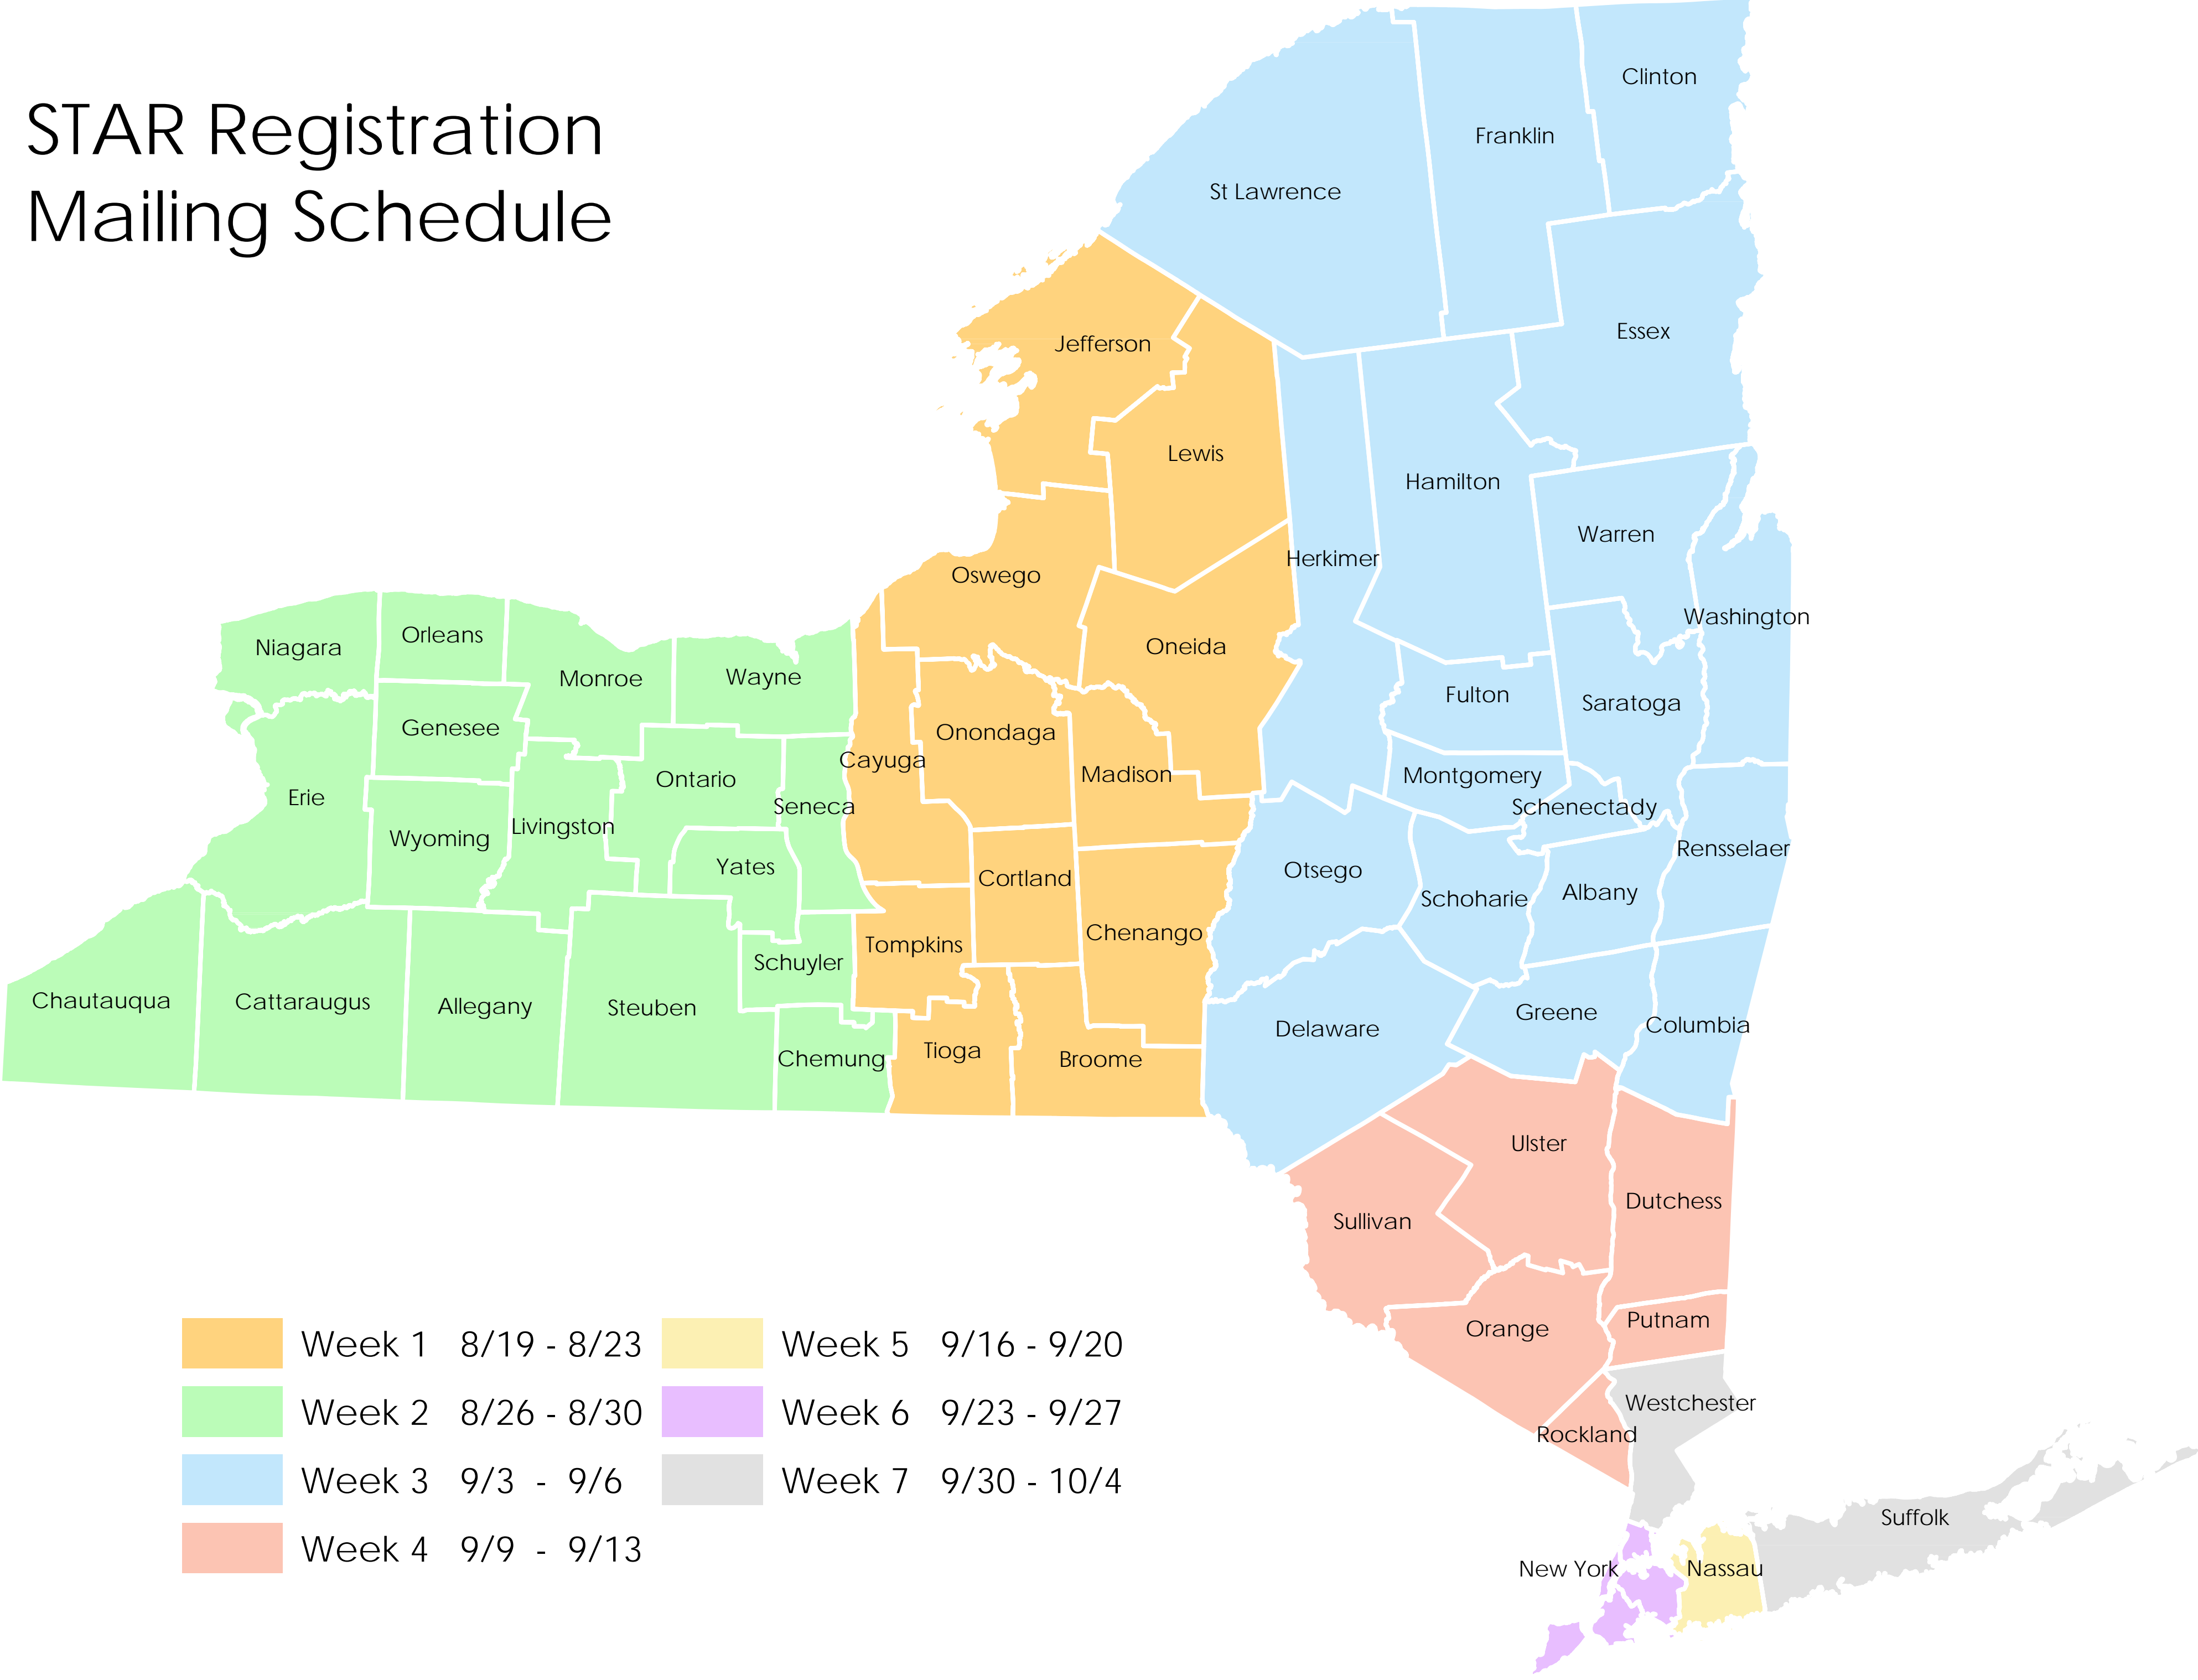 STAR Registration
Mailing Schedule
Clinton
Franklin
St Lawrence
Essex
Jefferson
Lewis
Hamilton
Warren
Herkimer
Oswego
Washington
Orleans
Niagara
Oneida
Monroe
Wayne
Fulton
Saratoga
Genesee
Onondaga
Cayuga
Madison
Montgomery
Ontario
Erie
Seneca
Schenectady
Livingston
Wyoming
Rensselaer
Yates
Otsego
Cortland
Albany
Schoharie
Chenango
Tompkins
Schuyler
Chautauqua
Cattaraugus
Allegany
Steuben
Greene
Columbia
Delaware
Tioga
Chemung
Broome
Ulster
Dutchess
Sullivan
Putnam
Orange
Westchester
Rockland
Suffolk
New York
Nassau
Week 1 8/19 - 8/23
Week 2 8/26 - 8/30
Week 3 9/3 - 9/6
Week 4 9/9 - 9/13
Week 5 9/16 - 9/20
Week 6 9/23 - 9/27
Week 7 9/30 - 10/4